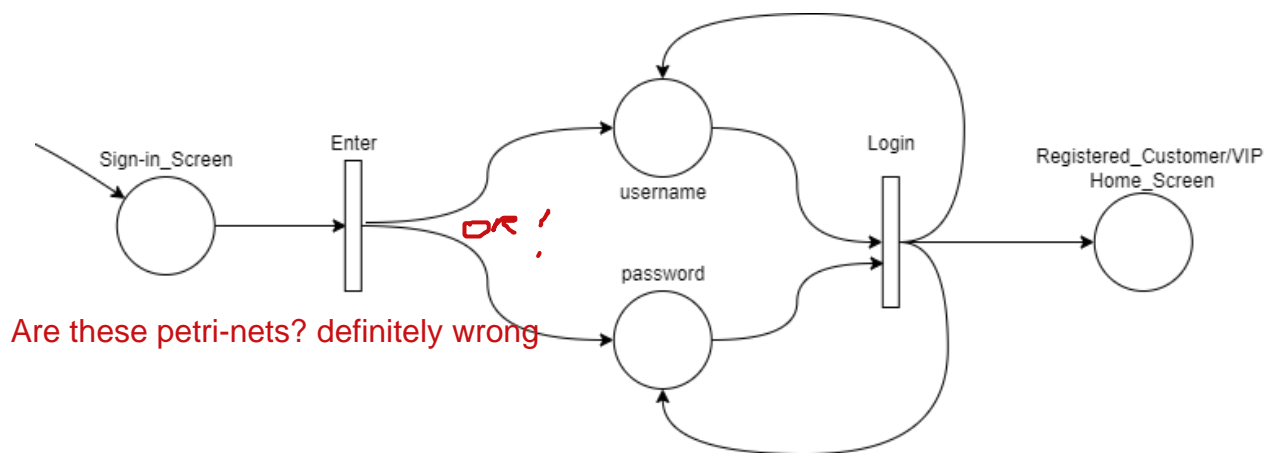 Sign-in_Screen
Enter
username
OR !
password
Login
Registered_Customer/VIP
Home_Screen
Are these petri-nets? definitely wrong